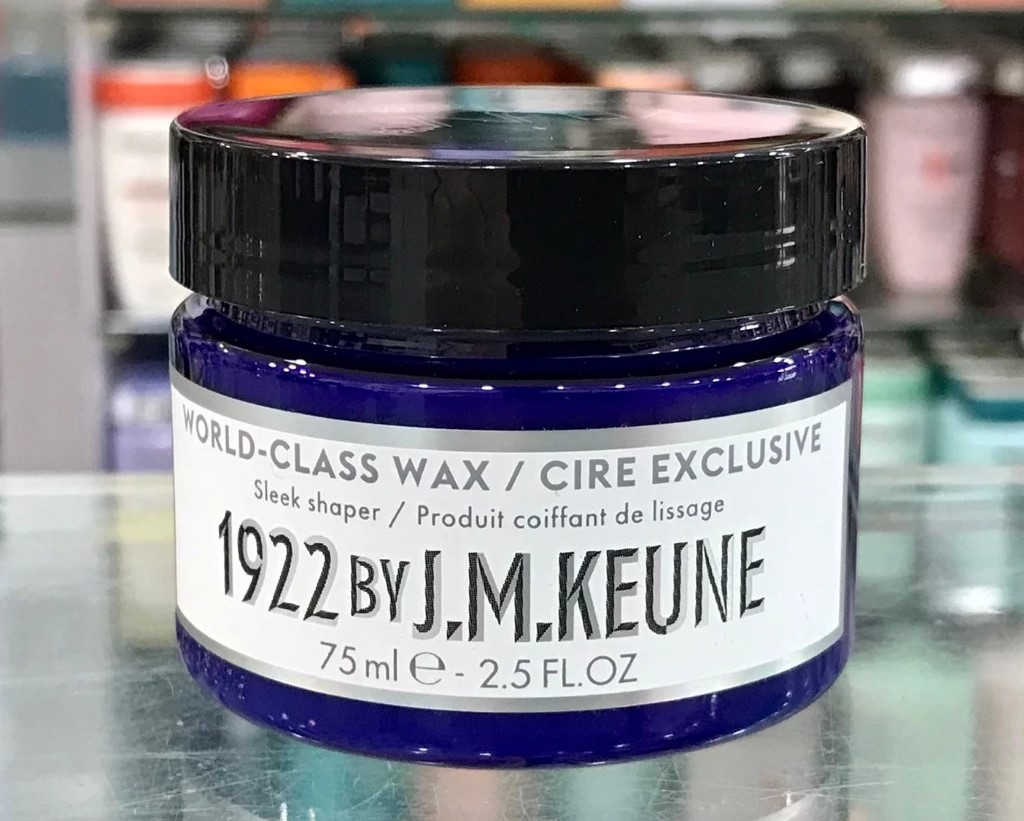 WORLD-CLASS WAX / CIRE EXCLUSIVE
Sleek shaper / Produit coiffant de lissage
1922 BY J.M.KEUNE
75 ml ℮ - 2.5 FL.OZ